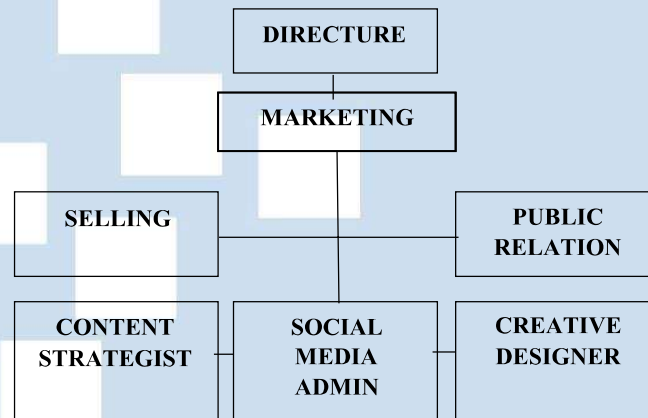 DIRECTURE
MARKETING
SELLING
PUBLIC
RELATION
CONTENT
STRATEGIST
SOCIAL
MEDIA
ADMIN
CREATIVE
DESIGNER